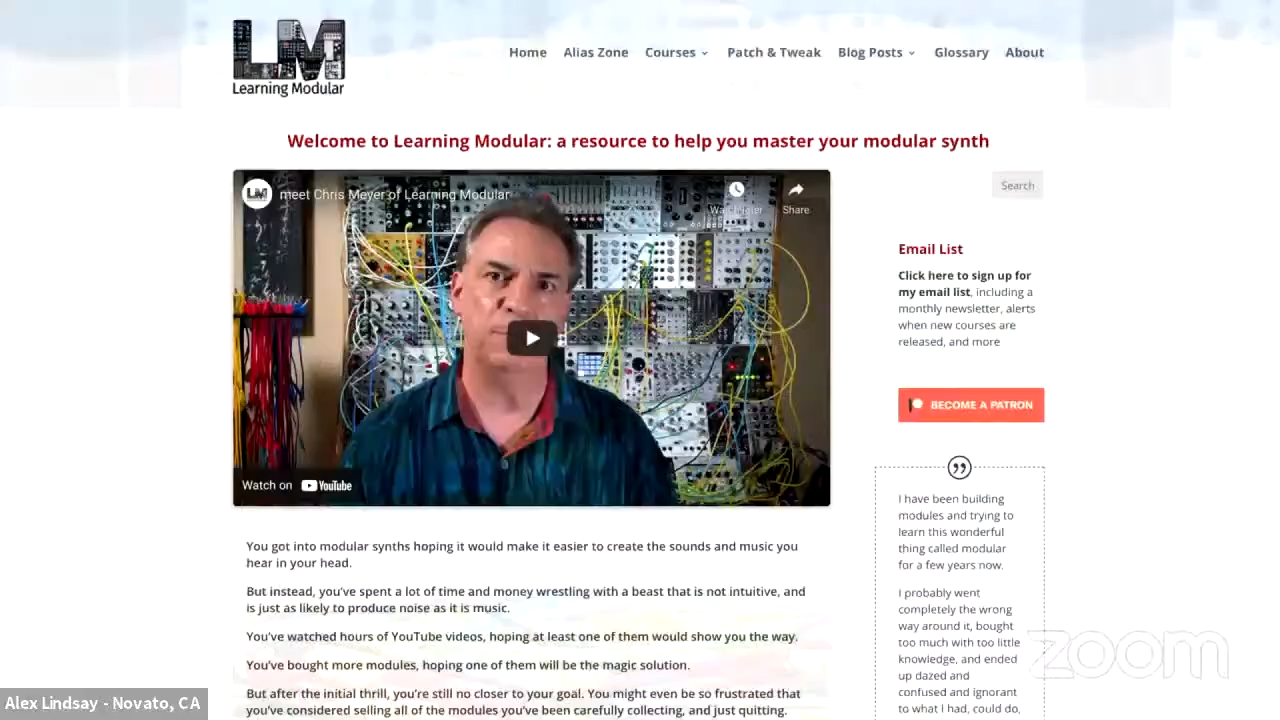 LM
Learning Modular
Home
Alias Zone
Courses
Patch & Tweak
Blog Posts
Glossary
About
Welcome to Learning Modular: a resource to help you master your modular synth
LM
meet Chris Meyer of Learning Modular
Watch later
Share
Watch on YouTube
Search
Email List
Click here to sign up for
my email list, including a
monthly newsletter, alerts
when new courses are
released, and more
BECOME A PATRON
I have been building
modules and trying to
learn this wonderful
thing called modular
for a few years now.
I probably went
completely the wrong
way around it, bought
too much with too little
knowledge, and ended
up dazed and
confused and ignorant
to what I had, could do,
You got into modular synths hoping it would make it easier to create the sounds and music you
hear in your head.
But instead, you've spent a lot of time and money wrestling with a beast that is not intuitive, and
is just as likely to produce noise as it is music.
You've watched hours of YouTube videos, hoping at least one of them would show you the way.
You've bought more modules, hoping one of them will be the magic solution.
But after the initial thrill, you're still no closer to your goal. You might even be so frustrated that
you've considered selling all of the modules you've been carefully collecting, and just quitting.
zoom
Alex Lindsay - Novato, CA